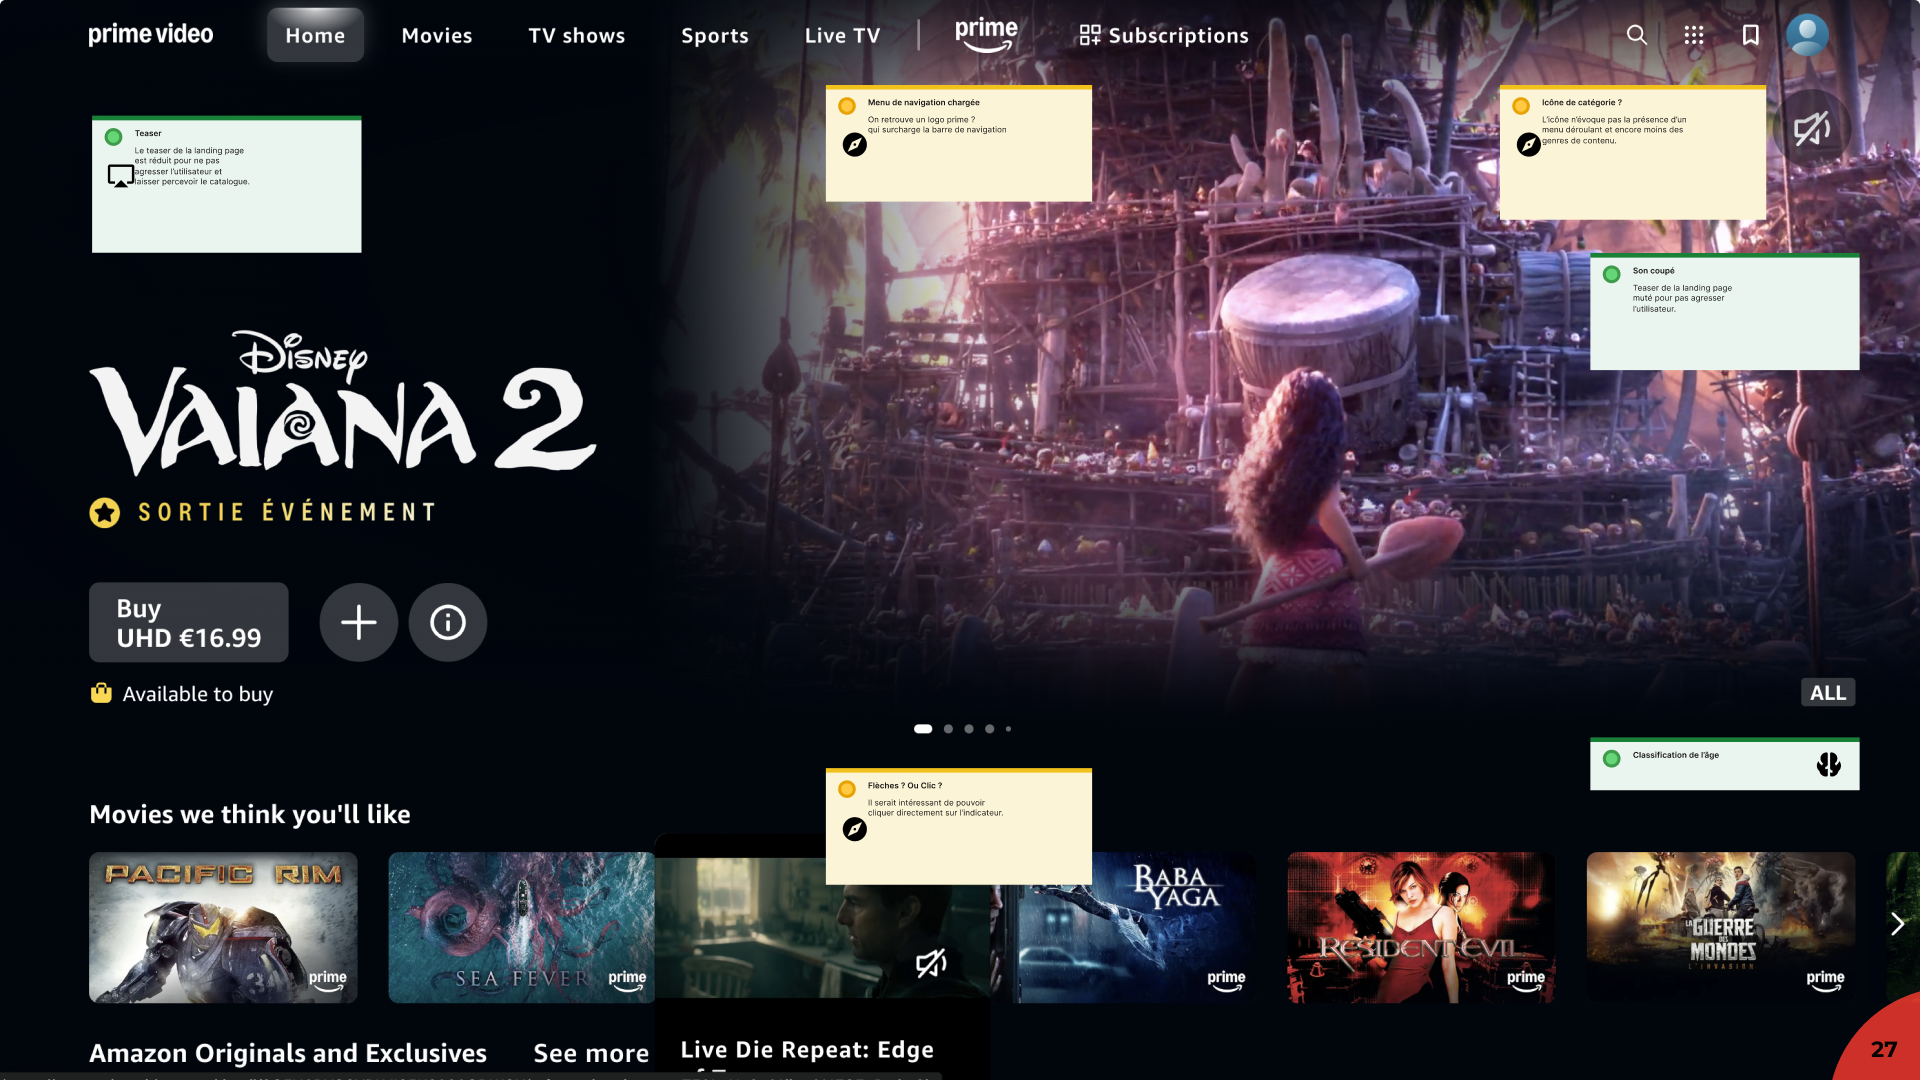 prime video
Home
Movies
TV shows
Sports
Live TV
prime
Subscriptions
Teaser
Le teaser de la landing page
est réduit pour ne pas
agresser l'utilisateur et
laisser percevoir le catalogue.
Menu de navigation chargée
On retrouve un logo prime ?
qui surcharge la barre de navigation
Icône de catégorie ?
L'icône n'évoque pas la présence d'un
menu déroulant et encore moins des
genres de contenu.
Son coupé
Teaser de la landing page
muté pour pas agresser
l'utilisateur.
Disney
VAIANA 2
SORTIE ÉVÉNEMENT
Buy
UHD €16.99
Available to buy
ALL
Classification de l'âge
Flèches ? Ou Clic ?
Il serait intéressant de pouvoir
cliquer directement sur l'indicateur.
Movies we think you'll like
PACIFIC RIM
prime
SEA FEVER
prime
BABA
YAGA
prime
RESIDENT EVIL
prime
LA
GUERRE
DES
MONDES
L'INVASION
prime
Amazon Originals and Exclusives
See more
Live Die Repeat: Edge
27